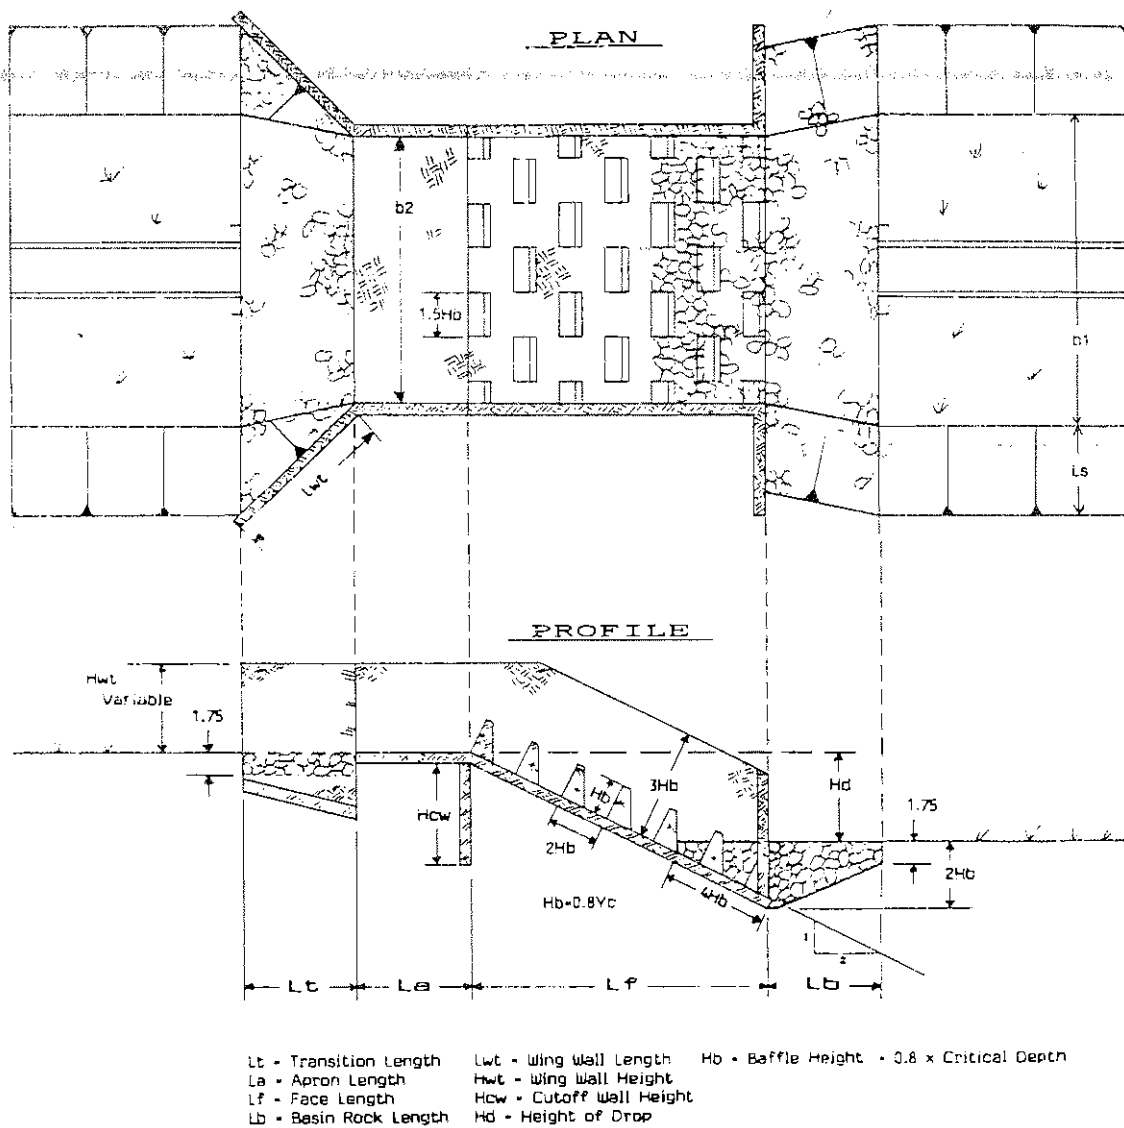 PLAN
b2
1.5Hb
b1
Ls
Lwt
PROFILE
Hwt
Variable
1.75
Hcw
Hb
3Hb
Hd
1.75
2Hb
2Hb
4Hb
Hb=0.8Yc
1
2
Lt
La
Lf
Lb
Lt - Transition Length Lwt - Wing Wall Length Hb - Baffle Height - 0.8 x Critical Depth
La - Apron Length Hwt - Wing Wall Height
Lf - Face Length Hcw - Cutoff Wall Height
Lb - Basin Rock Length Hd - Height of Drop